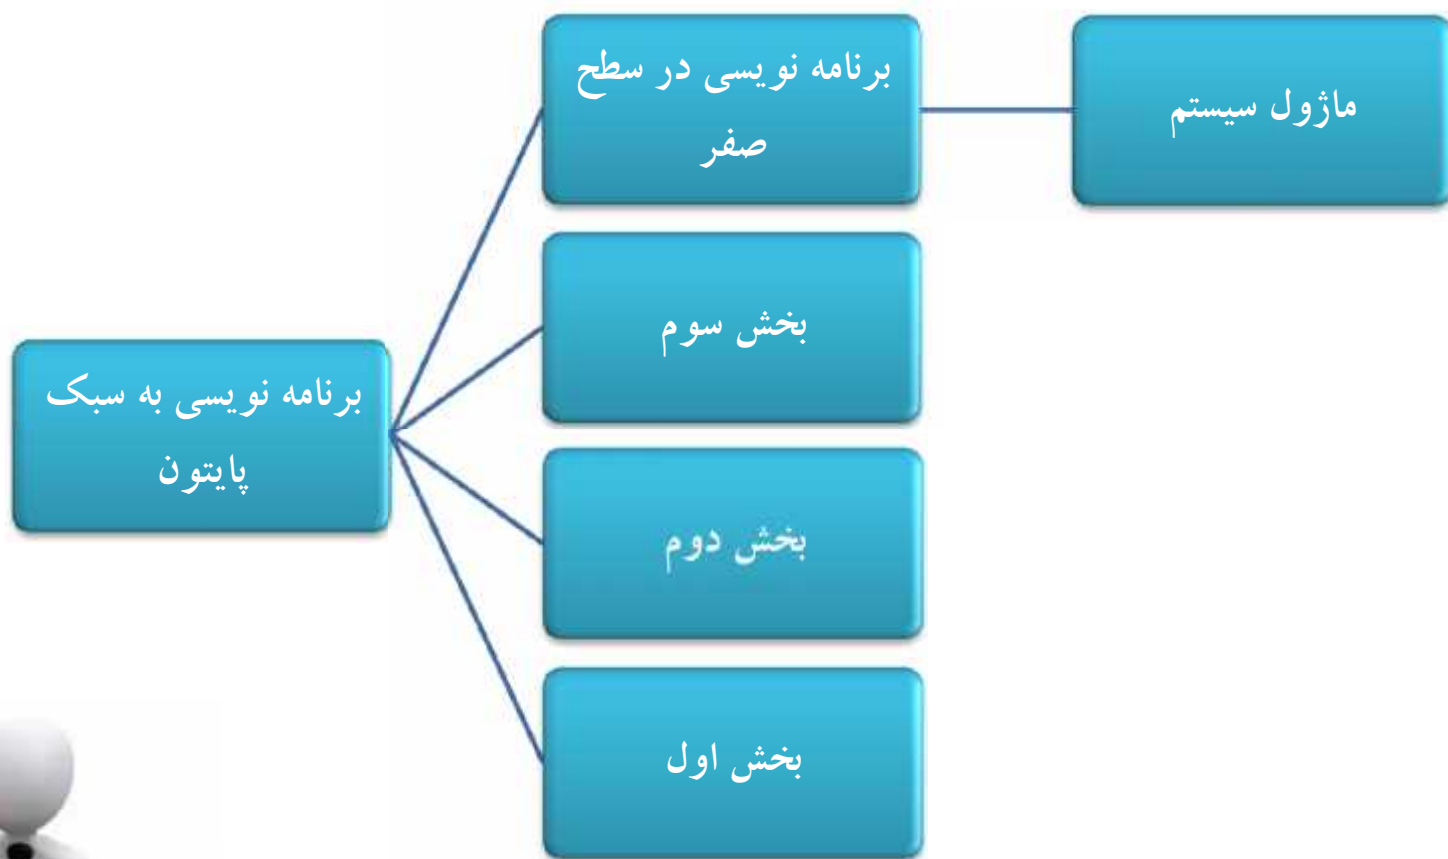 برنامه نویسی در سطح
صفر
ماژول سیستم
بخش سوم
برنامه نویسی به سبک
پایتون
بخش دوم
بخش اول